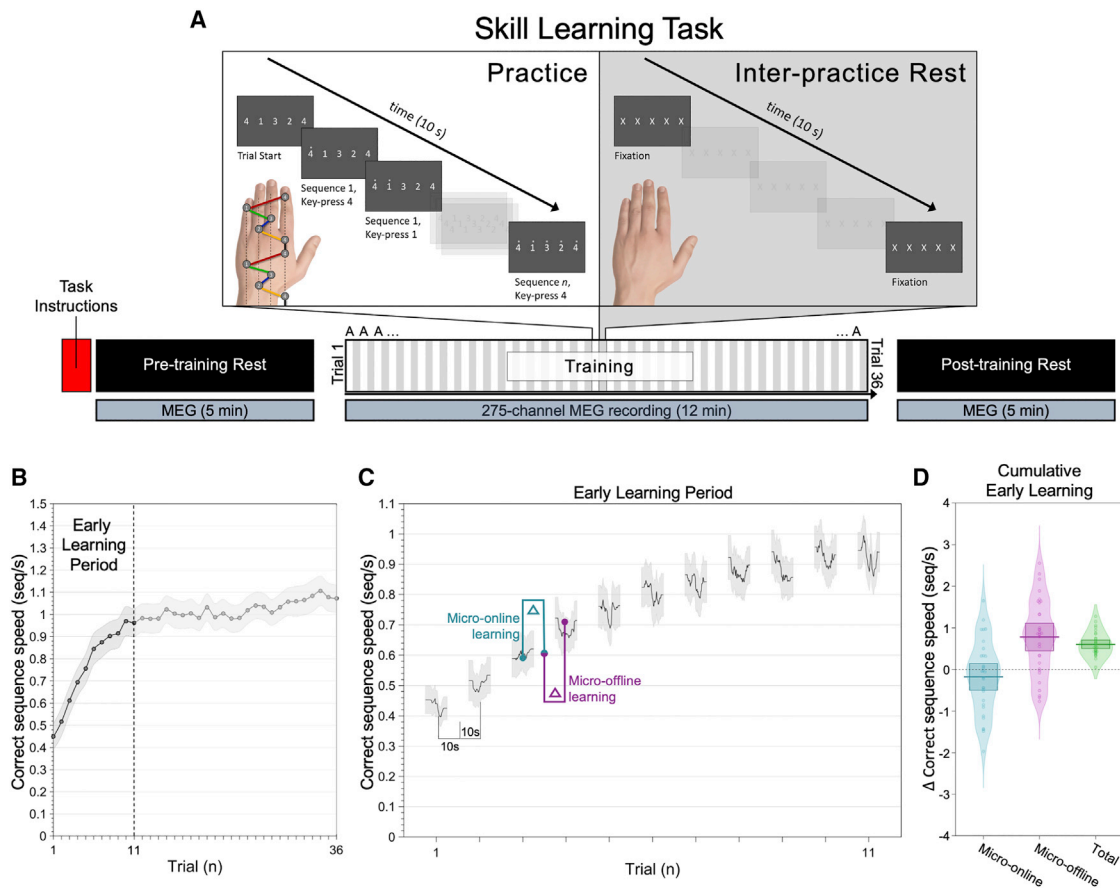 A
Skill Learning Task
Practice
Inter-practice Rest
time (10 s)
time (10 s)
4 1 3 2 4
Trial Start
4 1 3 2 4
Sequence 1,
Key-press 4
4 1 3 2 4
Sequence 1,
Key-press 1
4 1 3 2 4
Sequence n,
Key-press 4
X X X X X
Fixation
X X X X X
Fixation
Task
Instructions
A A A ...
... A
Pre-training Rest
Trial 1
Training
Trial 36
Post-training Rest
MEG (5 min)
275-channel MEG recording (12 min)
MEG (5 min)
B
Early
Learning
Period
Correct sequence speed (seq/s)
1.5
1.4
1.3
1.2
1.1
1
0.9
0.8
0.7
0.6
0.5
0.4
0.3
0.2
0.1
0
1
11
36
Trial (n)
C
Early Learning Period
Correct sequence speed (seq/s)
1.1
1
0.9
0.8
0.7
0.6
0.5
0.4
0.3
0.2
0.1
0
Micro-online
learning
Δ
Micro-offline
learning
Δ
10s
10s
1
11
Trial (n)
D
Cumulative
Early Learning
Δ Correct sequence speed (seq/s)
4
3
2
1
0
-1
-2
-3
-4
Micro-online
Micro-offline
Total